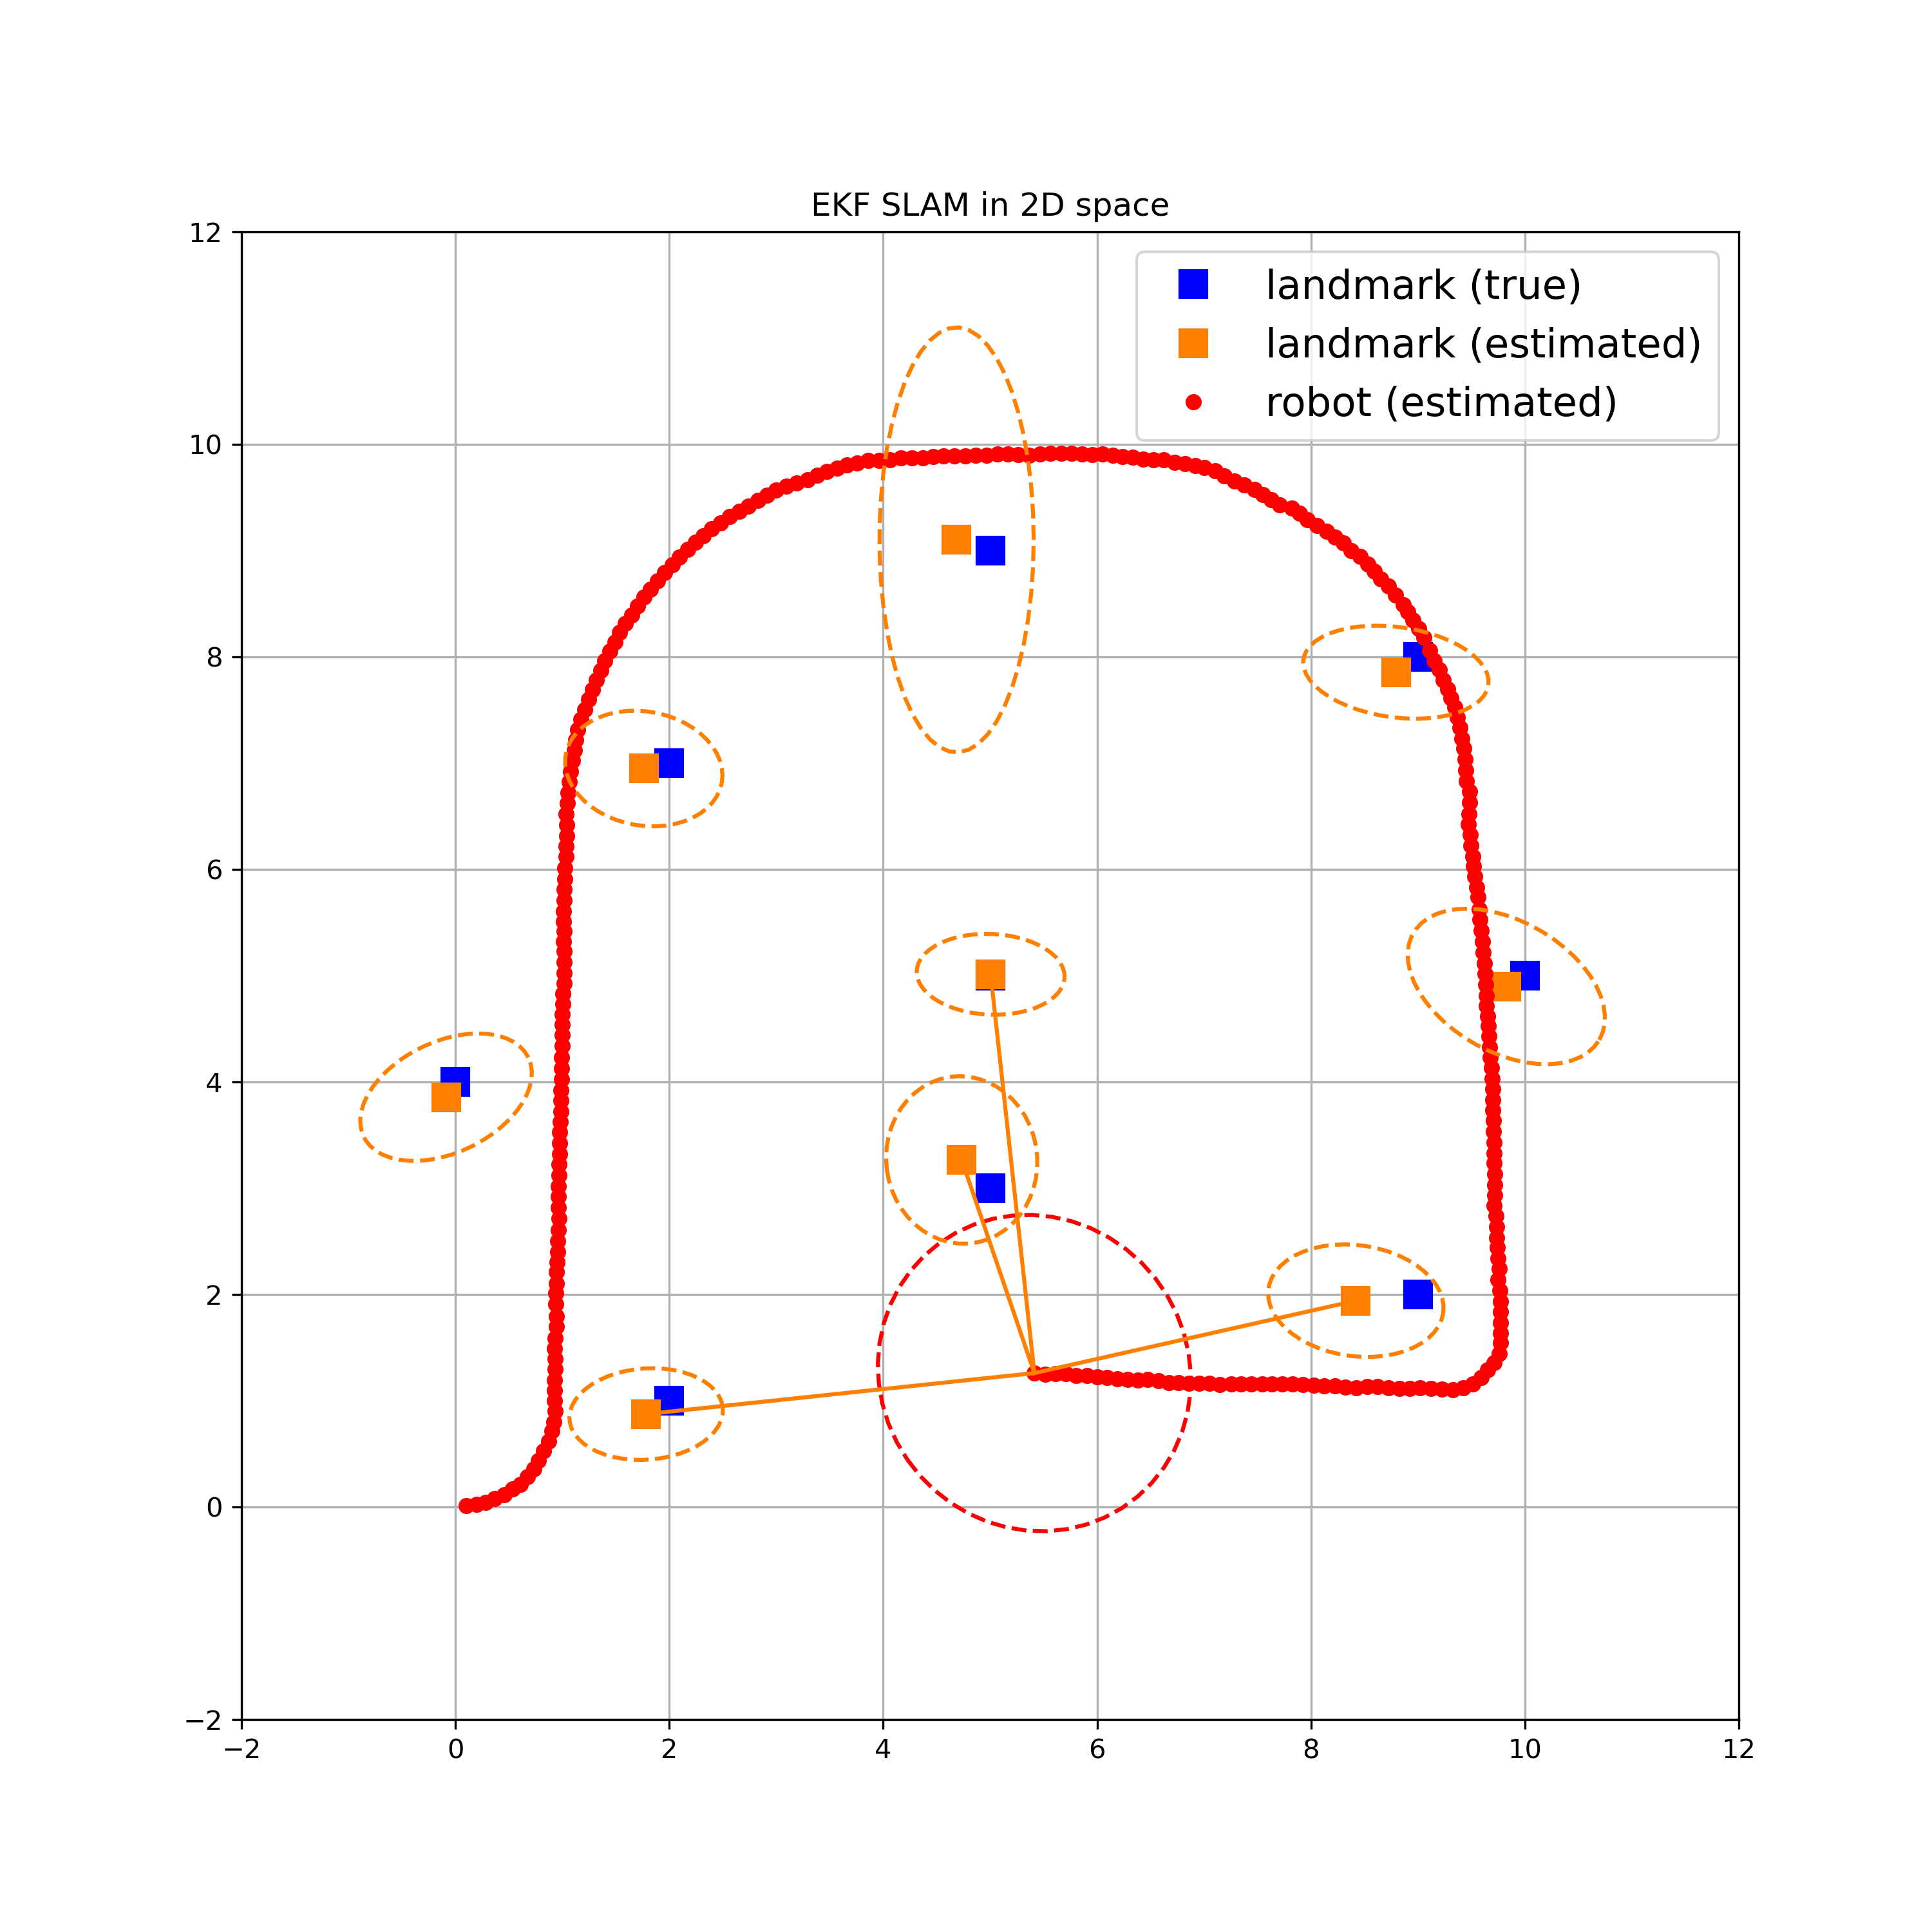 EKF SLAM in 2D space
12
landmark (true)
landmark (estimated)
robot (estimated)
10
8
6
4
2
0
−2
−2 0 2 4 6 8 10 12